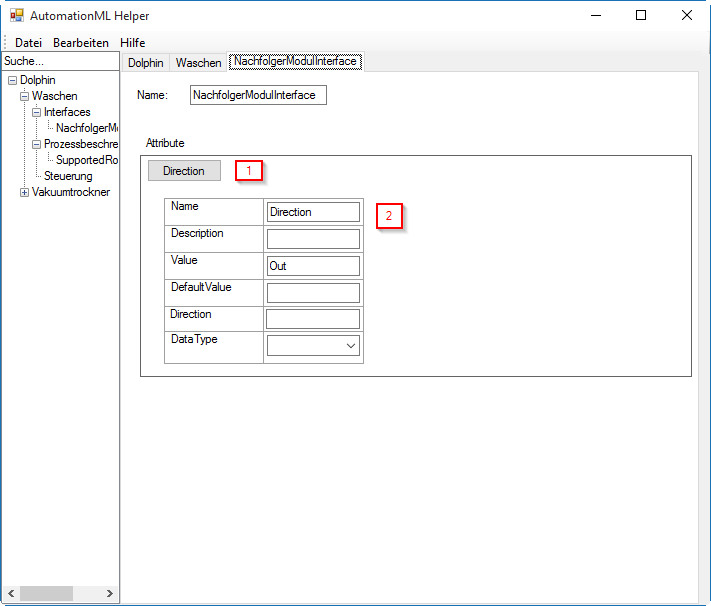 AutomationML Helper
Datei Bearbeiten Hilfe
Suche...
Dolphin
Waschen
Interfaces
NachfolgerMo
Prozessbeschre
SupportedRo
Steuerung
Vakuumtrockner
Dolphin Waschen NachfolgerModulInterface
Name: NachfolgerModulInterface
Attribute
Direction 1
Name Direction 2
Description
Value Out
DefaultValue
Direction
DataType